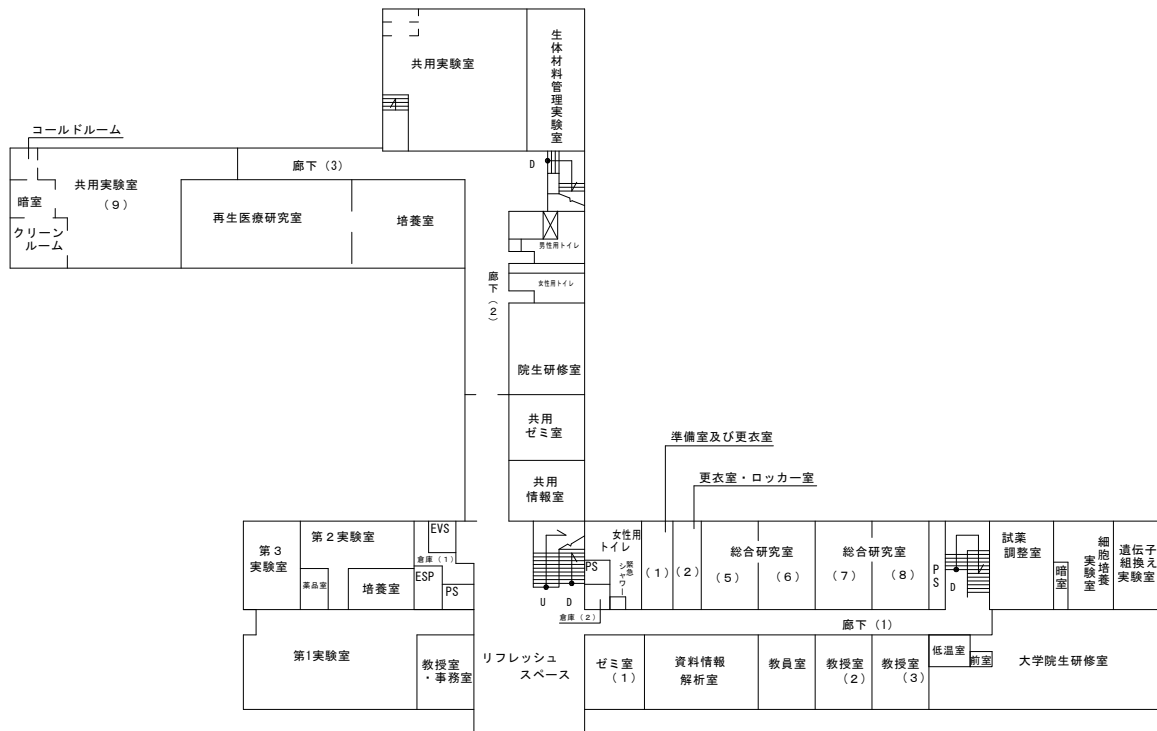 共用実験室
生体材料管理実験室
コールドルーム
D
廊下（3）
共用実験室
（9）
暗室
クリーン
ルーム
再生医療研究室
培養室
男性用トイレ
女性用トイレ
廊下（2）
院生研修室
共用
ゼミ室
共用
情報室
準備室及び更衣室
更衣室・ロッカー室
第3
実験室
第2実験室
薬品室
培養室
EVS
倉庫（1）
ESP
PS
U
D
女性用
トイレ
PS
緊急
シャワー
倉庫（2）
（1）
（2）
総合研究室
（5）
（6）
総合研究室
（7）
（8）
PS
D
試薬
調整室
暗室
細胞培養
実験室
遺伝子
組換え
実験室
廊下（1）
第1実験室
教授室
・事務室
リフレッシュ
スペース
ゼミ室
（1）
資料情報
解析室
教員室
教授室
（2）
教授室
（3）
低温室
前室
大学院生研修室